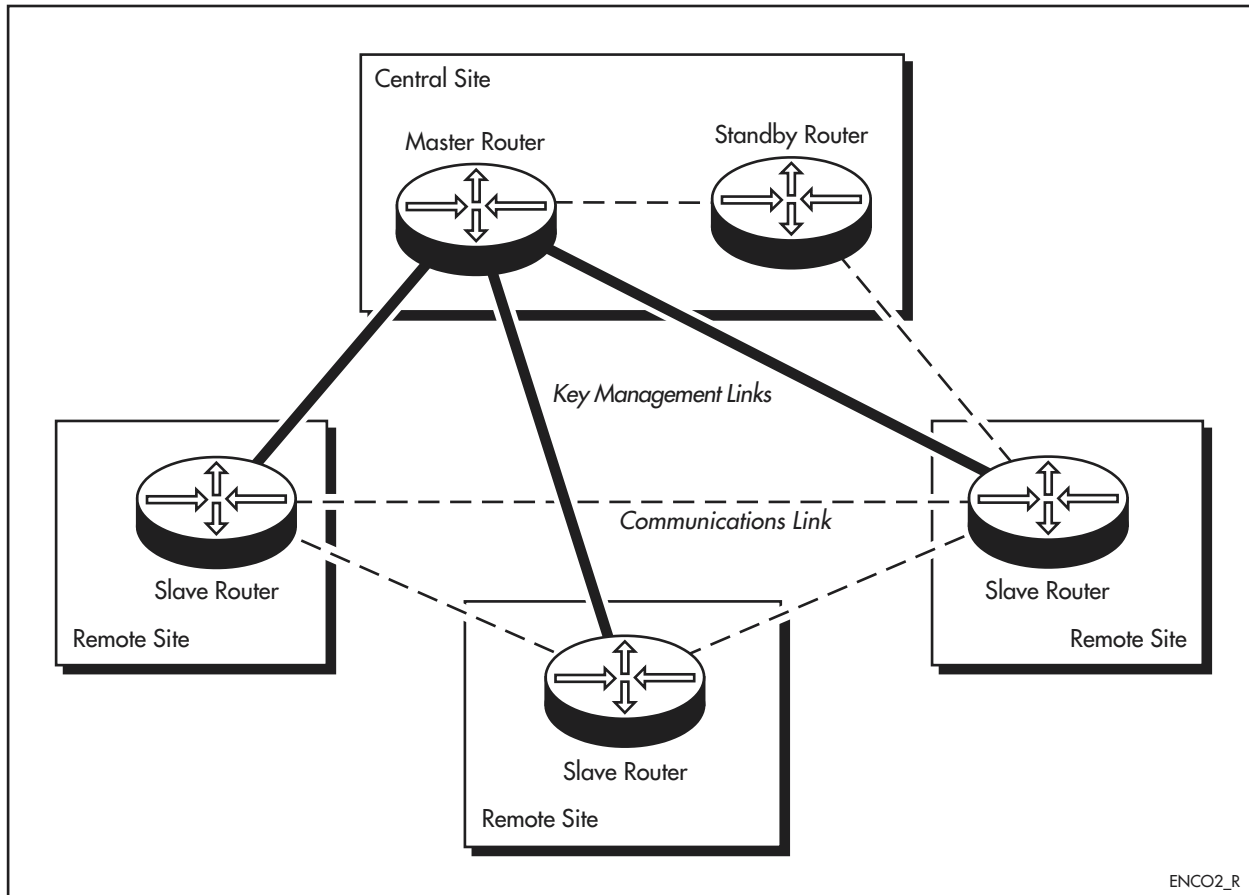 Central Site
Master Router
Standby Router
Key Management Links
Communications Link
Slave Router
Remote Site
Slave Router
Remote Site
Slave Router
Remote Site
ENCO2_R